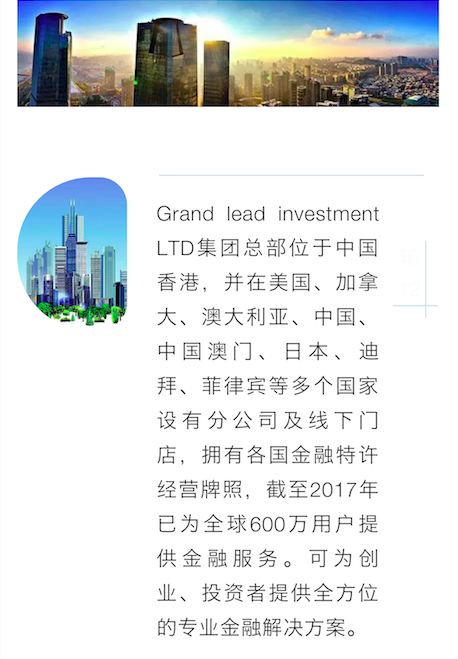 Grand lead investment
LTD集团总部位于中国
香港，并在美国、加拿
大、澳大利亚、中国、
中国澳门、日本、迪
拜、菲律宾等多个国家
设有分公司及线下门
店，拥有各国金融特许
经营牌照，截至2017年
已为全球600万用户提
供金融服务。可为创
业、投资者提供全方位
的专业金融解决方案。